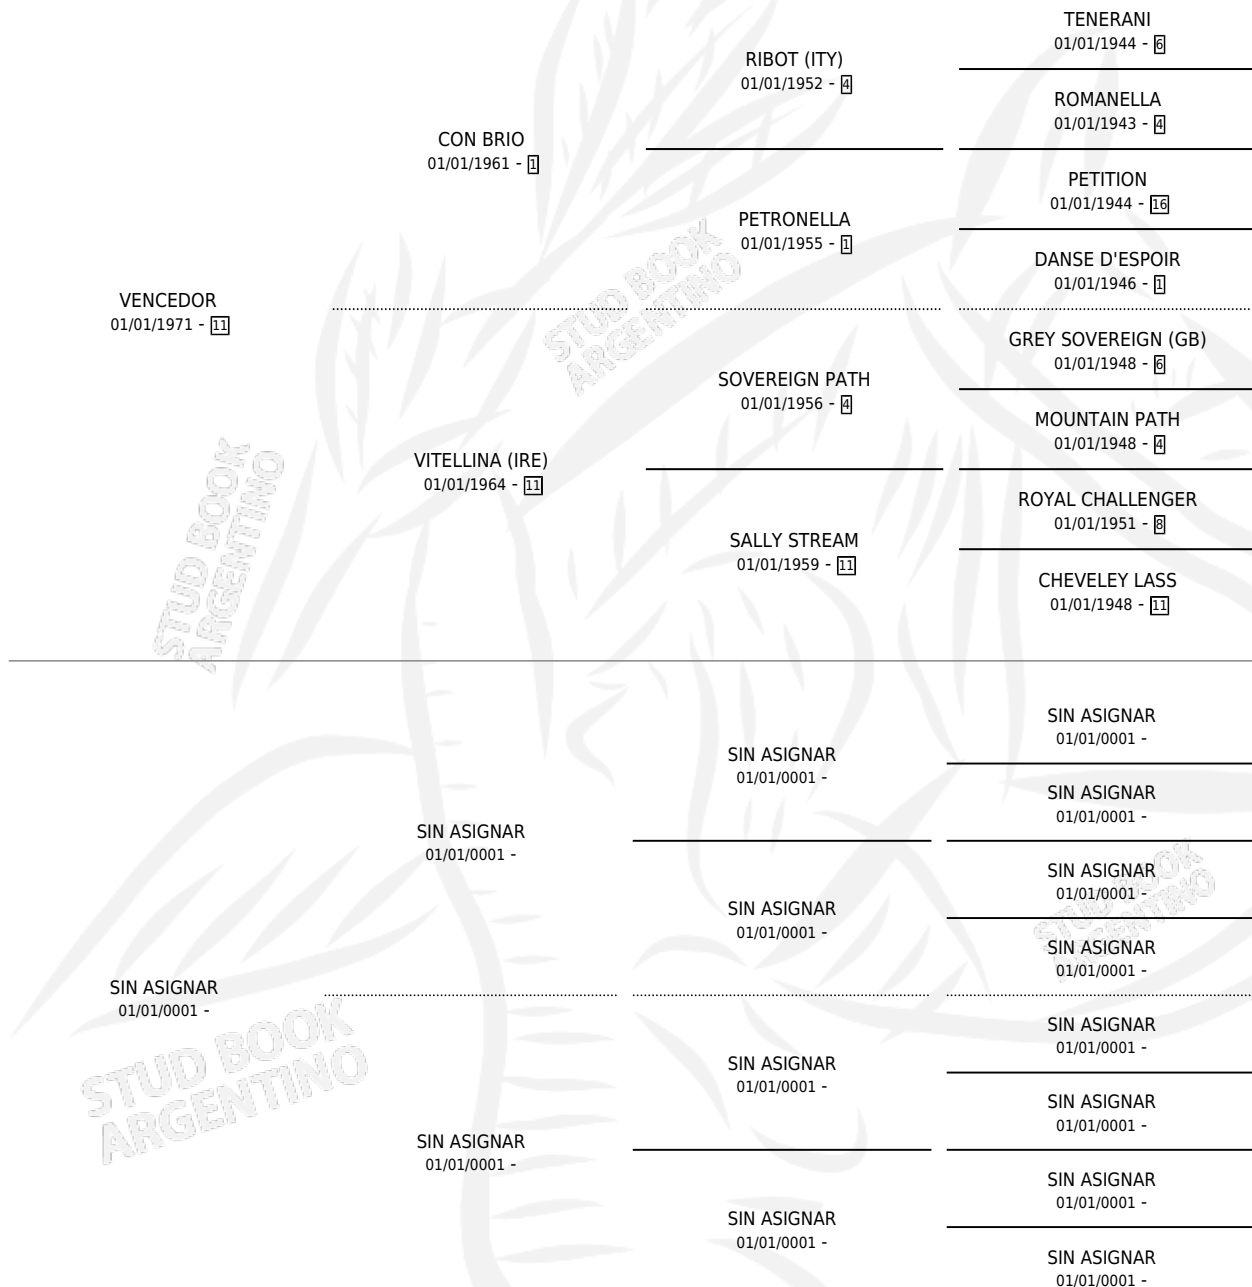 TENERANI
01/01/1944 - 6
RIBOT (ITY)
01/01/1952 - 4
ROMANELLA
01/01/1943 - 4
CON BRIO
01/01/1961 - 1
PETITION
01/01/1944 - 16
PETRONELLA
01/01/1955 - 1
DANSE D'ESPOIR
01/01/1946 - 1
VENCEDOR
01/01/1971 - 11
GREY SOVEREIGN (GB)
01/01/1948 - 6
SOVEREIGN PATH
01/01/1956 - 4
MOUNTAIN PATH
01/01/1948 - 4
VITELLINA (IRE)
01/01/1964 - 11
ROYAL CHALLENGER
01/01/1951 - 8
SALLY STREAM
01/01/1959 - 11
CHEVELEY LASS
01/01/1948 - 11
STUD BOOK
ARGENTINO
STUD BOOK
ARGENTINO
SIN ASIGNAR
01/01/0001 -
SIN ASIGNAR
01/01/0001 -
SIN ASIGNAR
01/01/0001 -
SIN ASIGNAR
01/01/0001 -
SIN ASIGNAR
01/01/0001 -
SIN ASIGNAR
01/01/0001 -
SIN ASIGNAR
01/01/0001 -
SIN ASIGNAR
01/01/0001 -
SIN ASIGNAR
01/01/0001 -
SIN ASIGNAR
01/01/0001 -
SIN ASIGNAR
01/01/0001 -
SIN ASIGNAR
01/01/0001 -
SIN ASIGNAR
01/01/0001 -
SIN ASIGNAR
01/01/0001 -
SIN ASIGNAR
01/01/0001 -
STUD BOOK
ARGENTINO
STUD BOOK
ARGENTINO